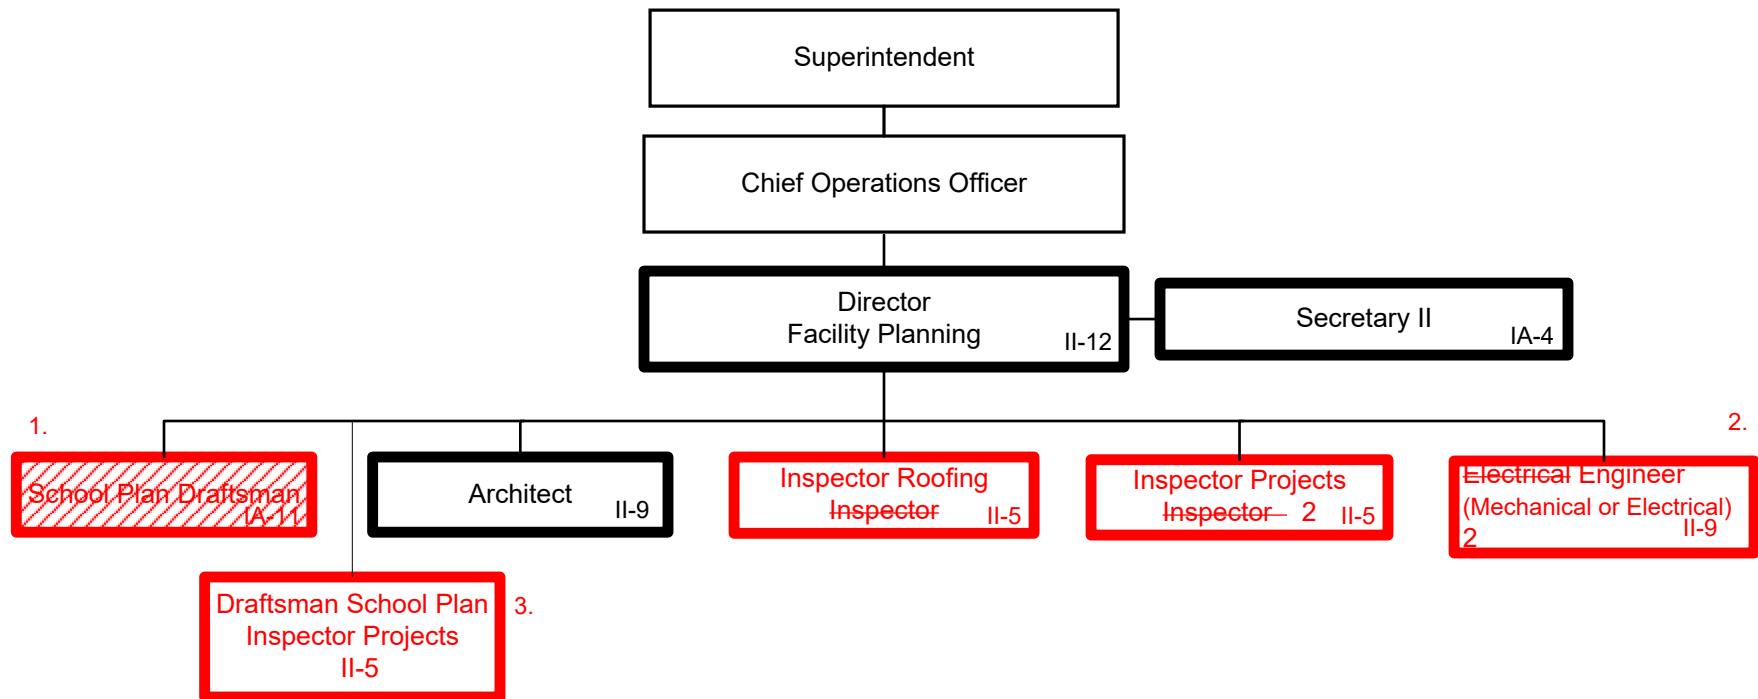 Superintendent
Chief Operations Officer
Director
Facility Planning
II-12
Secretary II
IA-4
1.
2.
School Plan Draftsman
IA-11
Architect
II-9
Inspector Roofing
Inspector
II-5
Inspector Projects
Inspector 2
II-5
Electrical Engineer
(Mechanical or Electrical)
2
II-9
Draftsman School Plan
Inspector Projects
II-5
3.